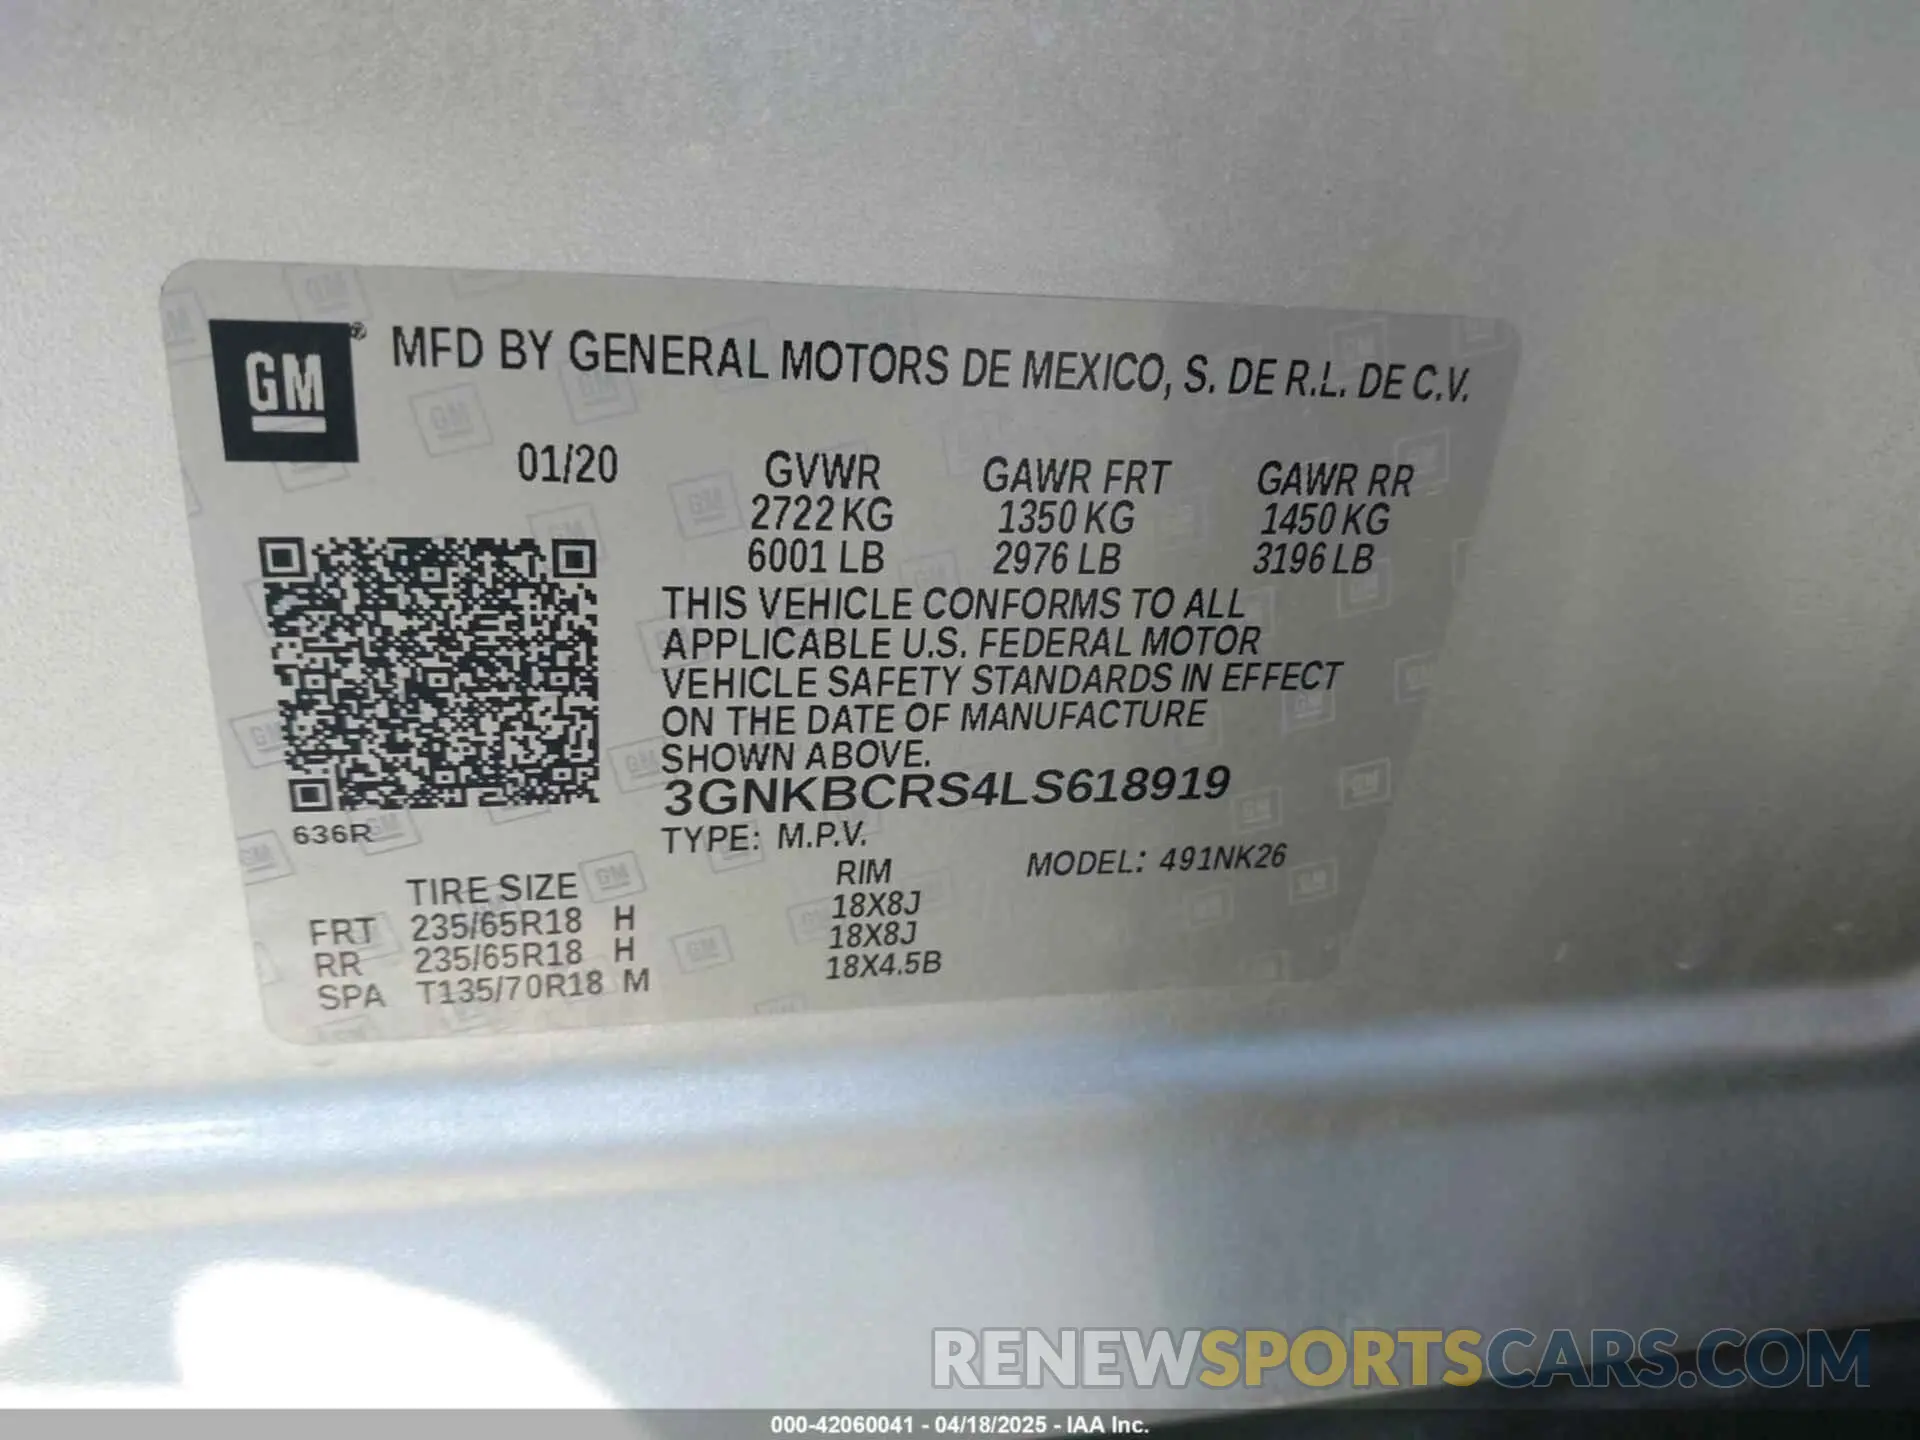 GM® MFD BY GENERAL MOTORS DE MEXICO, S. DE R.L. DE C.V.
01/20 GVWR GAWR FRT GAWR RR
2722 KG 1350 KG 1450 KG
6001 LB 2976 LB 3196 LB
THIS VEHICLE CONFORMS TO ALL
APPLICABLE U.S. FEDERAL MOTOR
VEHICLE SAFETY STANDARDS IN EFFECT
ON THE DATE OF MANUFACTURE
SHOWN ABOVE.
3GNKBCRS4LS618919
636R
TYPE: M.P.V.
MODEL: 491NK26
TIRE SIZE RIM
FRT 235/65R18 H 18X8J
RR 235/65R18 H 18X8J
SPA T135/70R18 M 18X4.5B
RENEWSPORTSCARS.COM
000-42060041 - 04/18/2025 - IAA Inc.